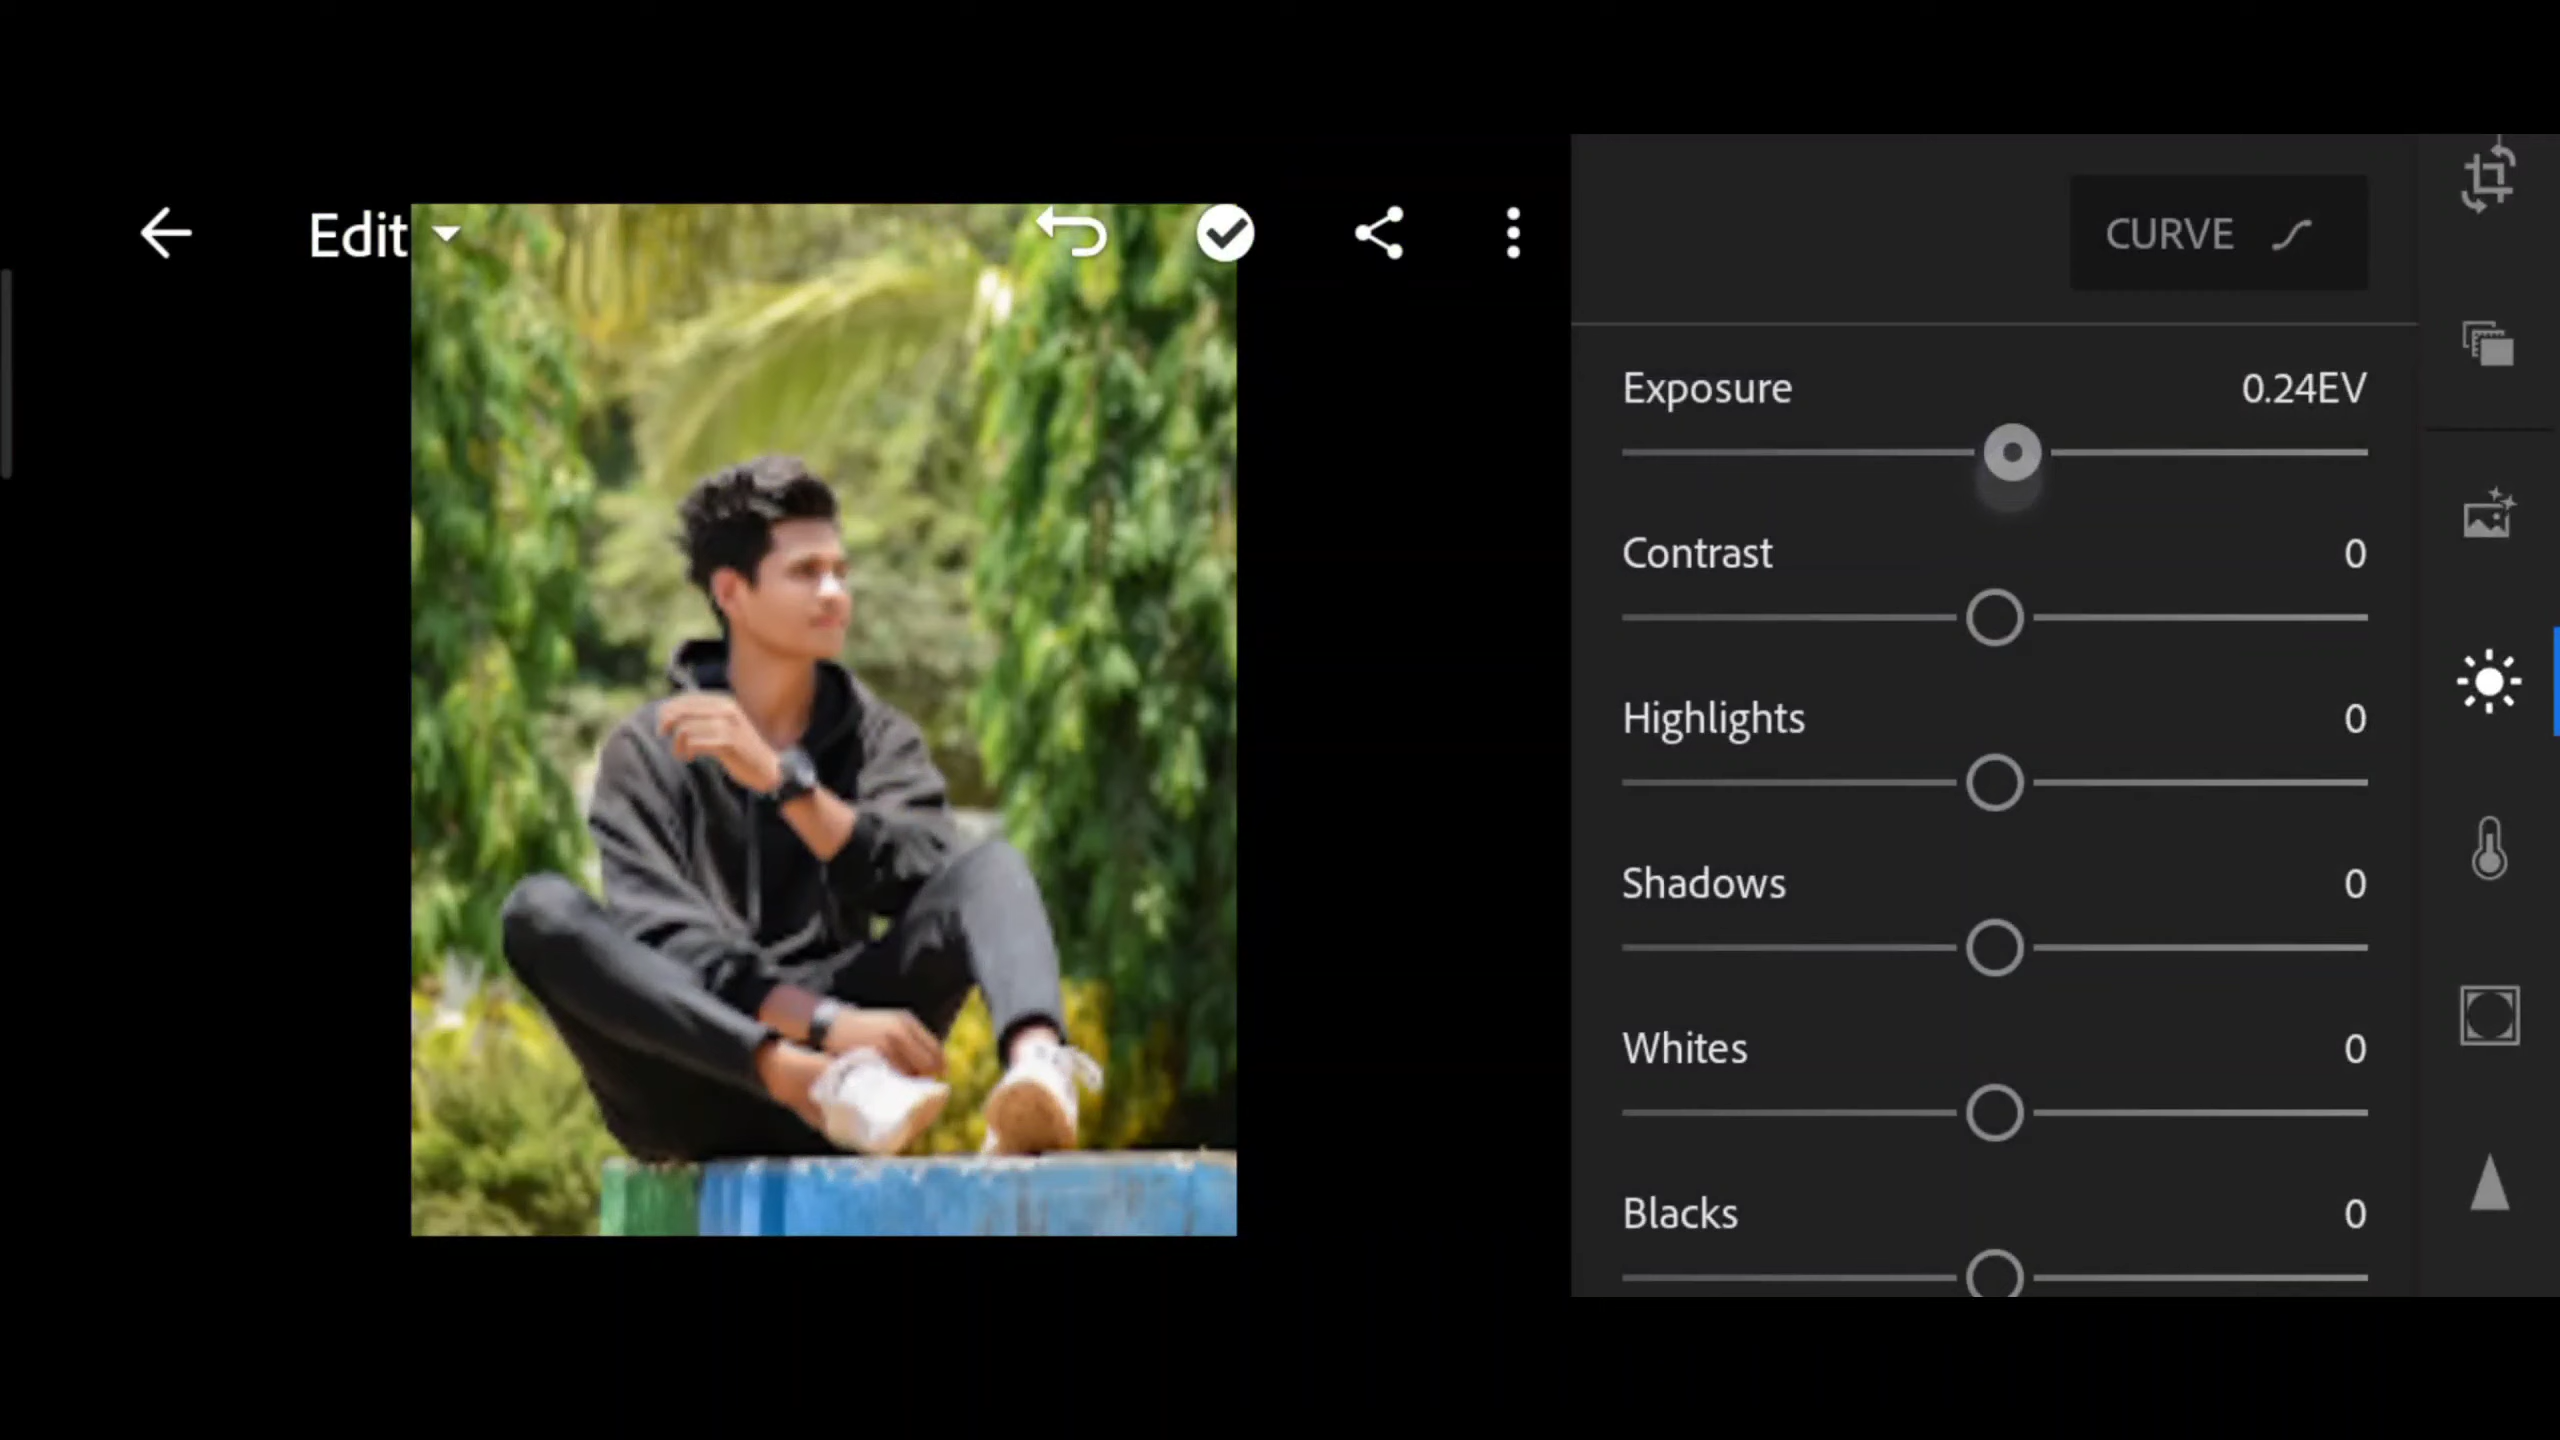 Edit
CURVE
Exposure 0.24EV
Contrast 0
Highlights 0
Shadows 0
Whites 0
Blacks 0